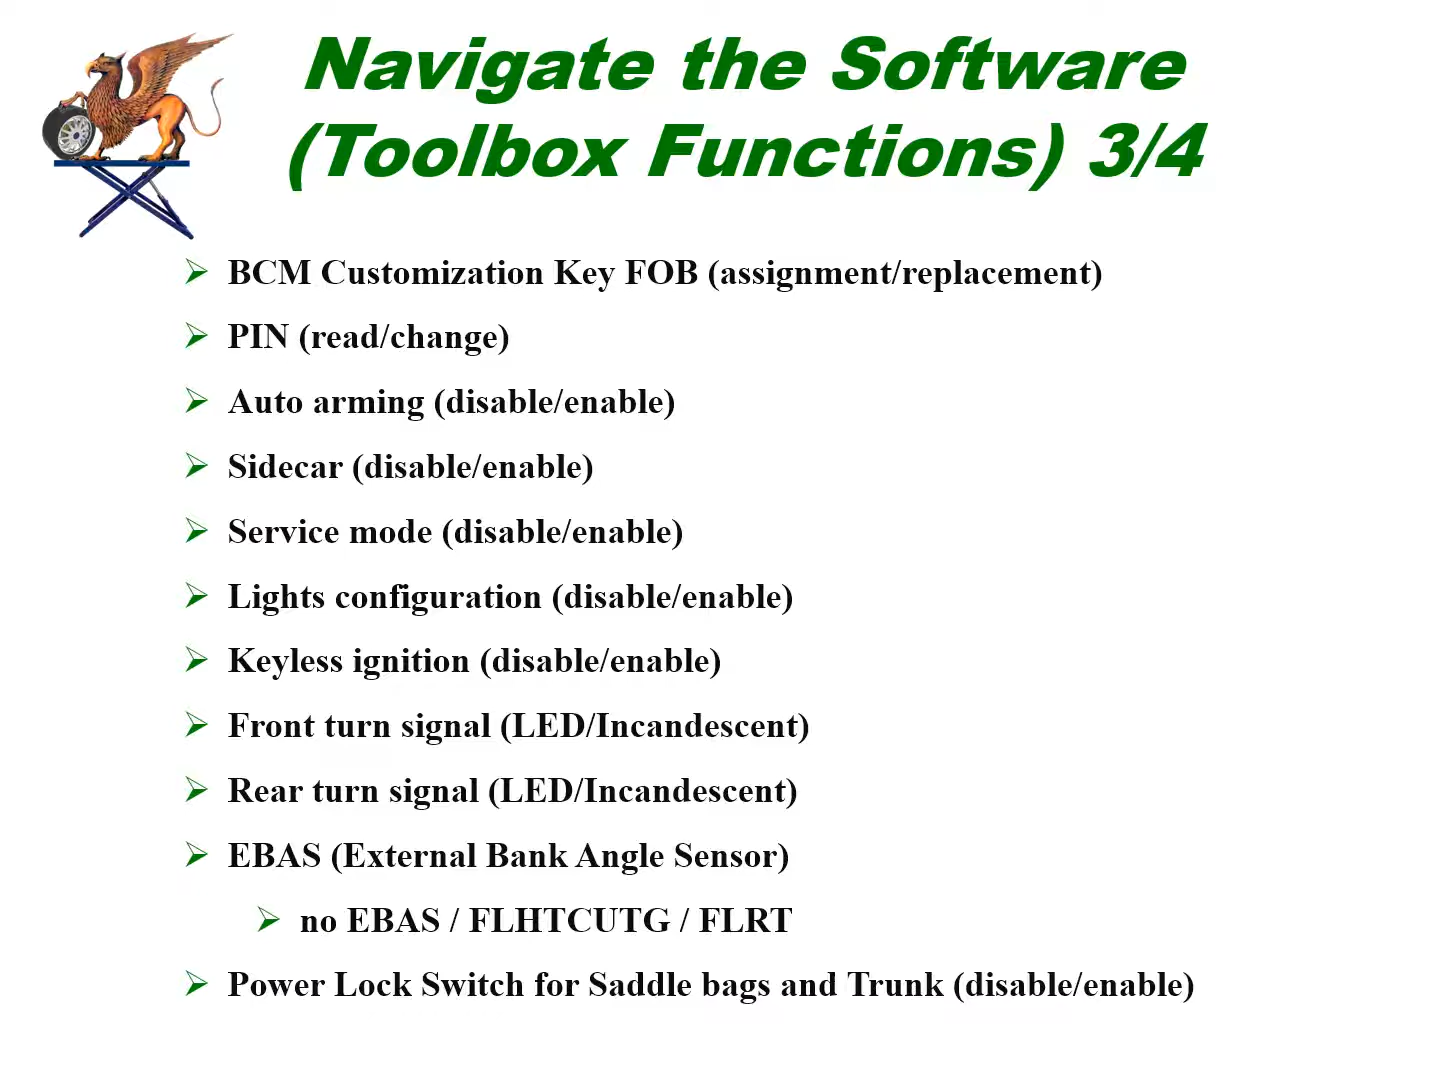 Navigate the Software
(Toolbox Functions) 3/4
BCM Customization Key FOB (assignment/replacement)
PIN (read/change)
Auto arming (disable/enable)
Sidecar (disable/enable)
Service mode (disable/enable)
Lights configuration (disable/enable)
Keyless ignition (disable/enable)
Front turn signal (LED/Incandescent)
Rear turn signal (LED/Incandescent)
EBAS (External Bank Angle Sensor)
no EBAS / FLHTCUTG / FLRT
Power Lock Switch for Saddle bags and Trunk (disable/enable)